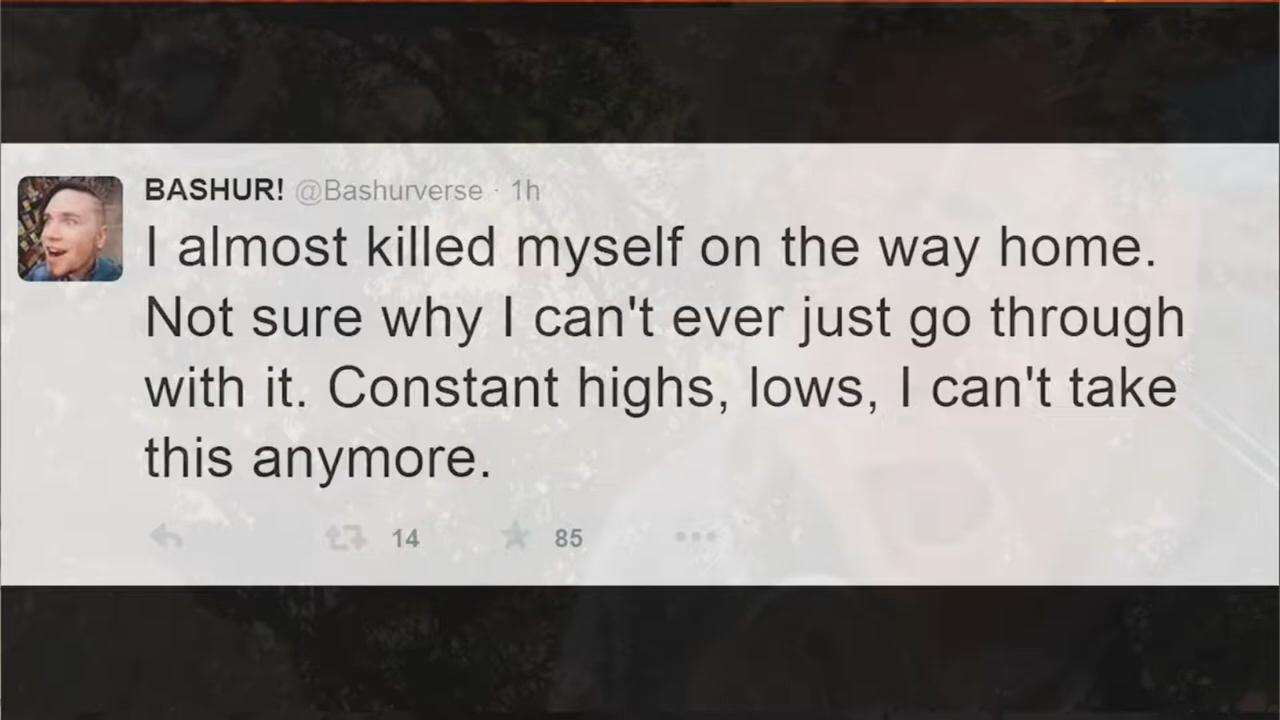 BASHUR! @Bashurverse · 1h
I almost killed myself on the way home.
Not sure why I can't ever just go through
with it. Constant highs, lows, I can't take
this anymore.
14 85